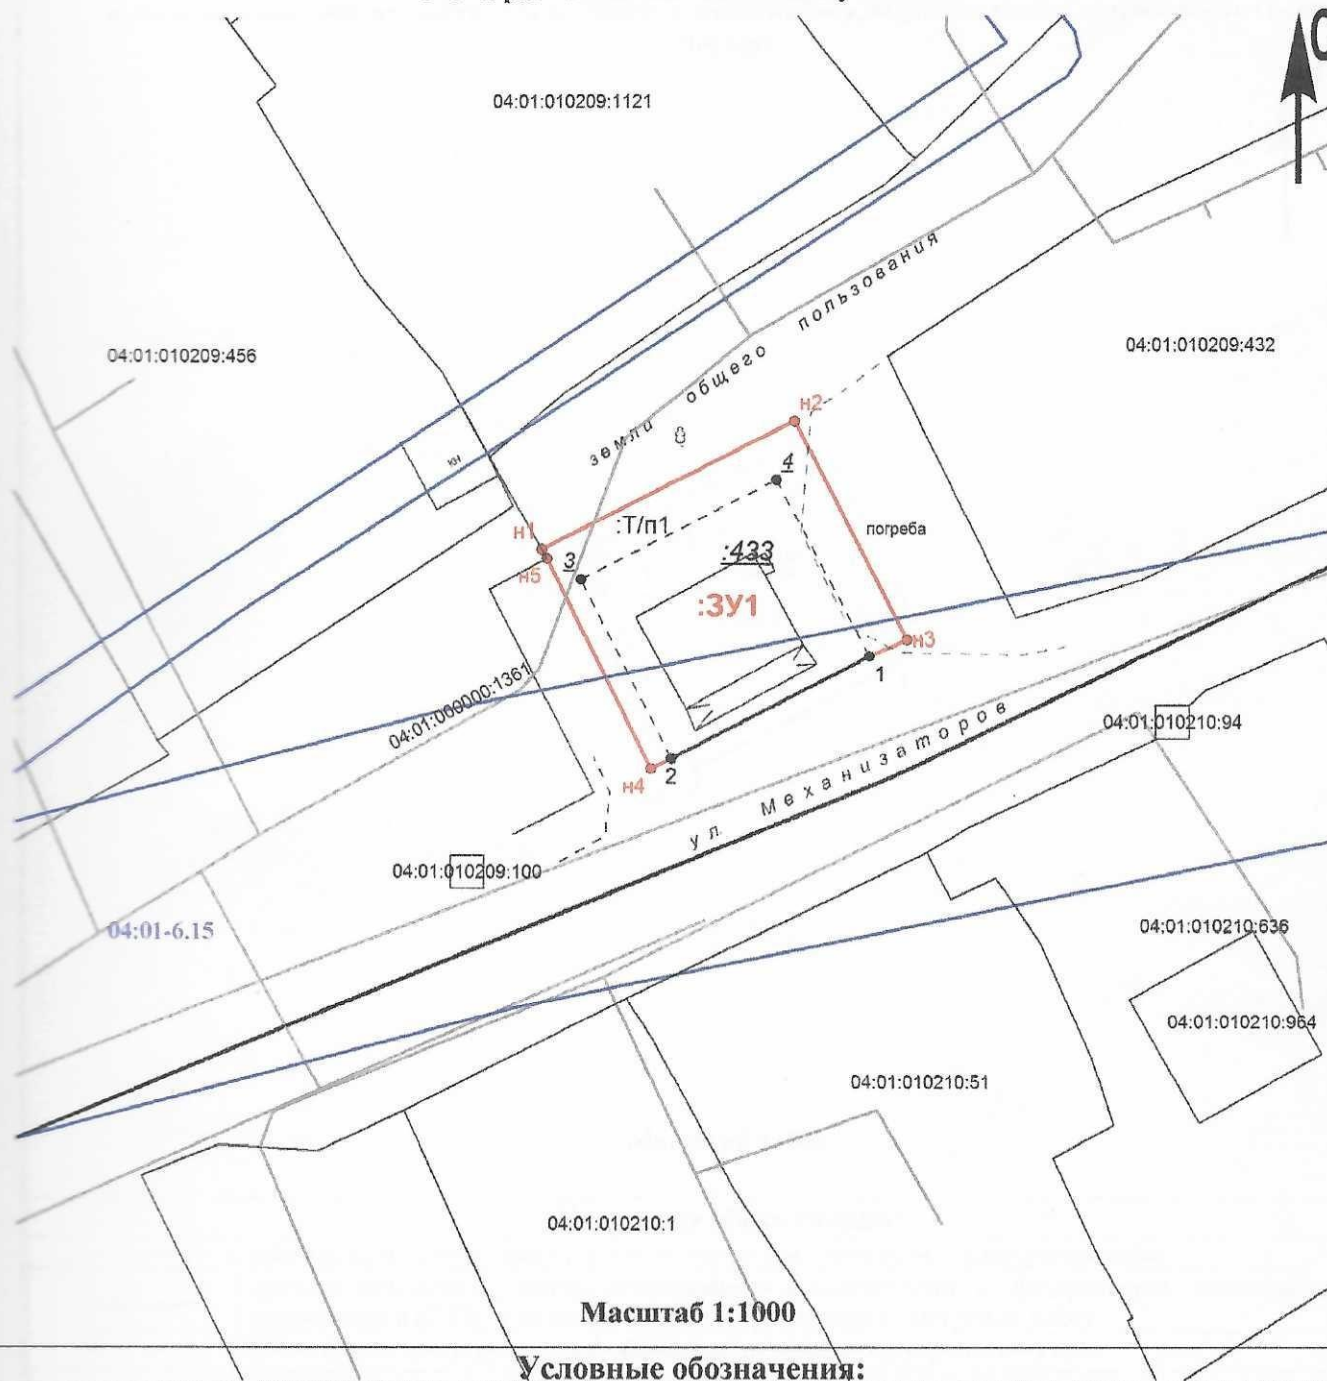 04:01:010209:1121
04:01:010209:456
04:01:010209:432
земли общего пользования
кн
н2
4
:Т/п1
погреба
н1
3
:433
н5
:ЗУ1
н3
1
04:01:000000:1361
04:01:010210:94
ул. Механизаторов
2
н4
04:01:010209:100
04:01-6.15
04:01:010210:636
04:01:010210:964
04:01:010210:51
04:01:010210:1
Масштаб 1:1000
Условные обозначения: